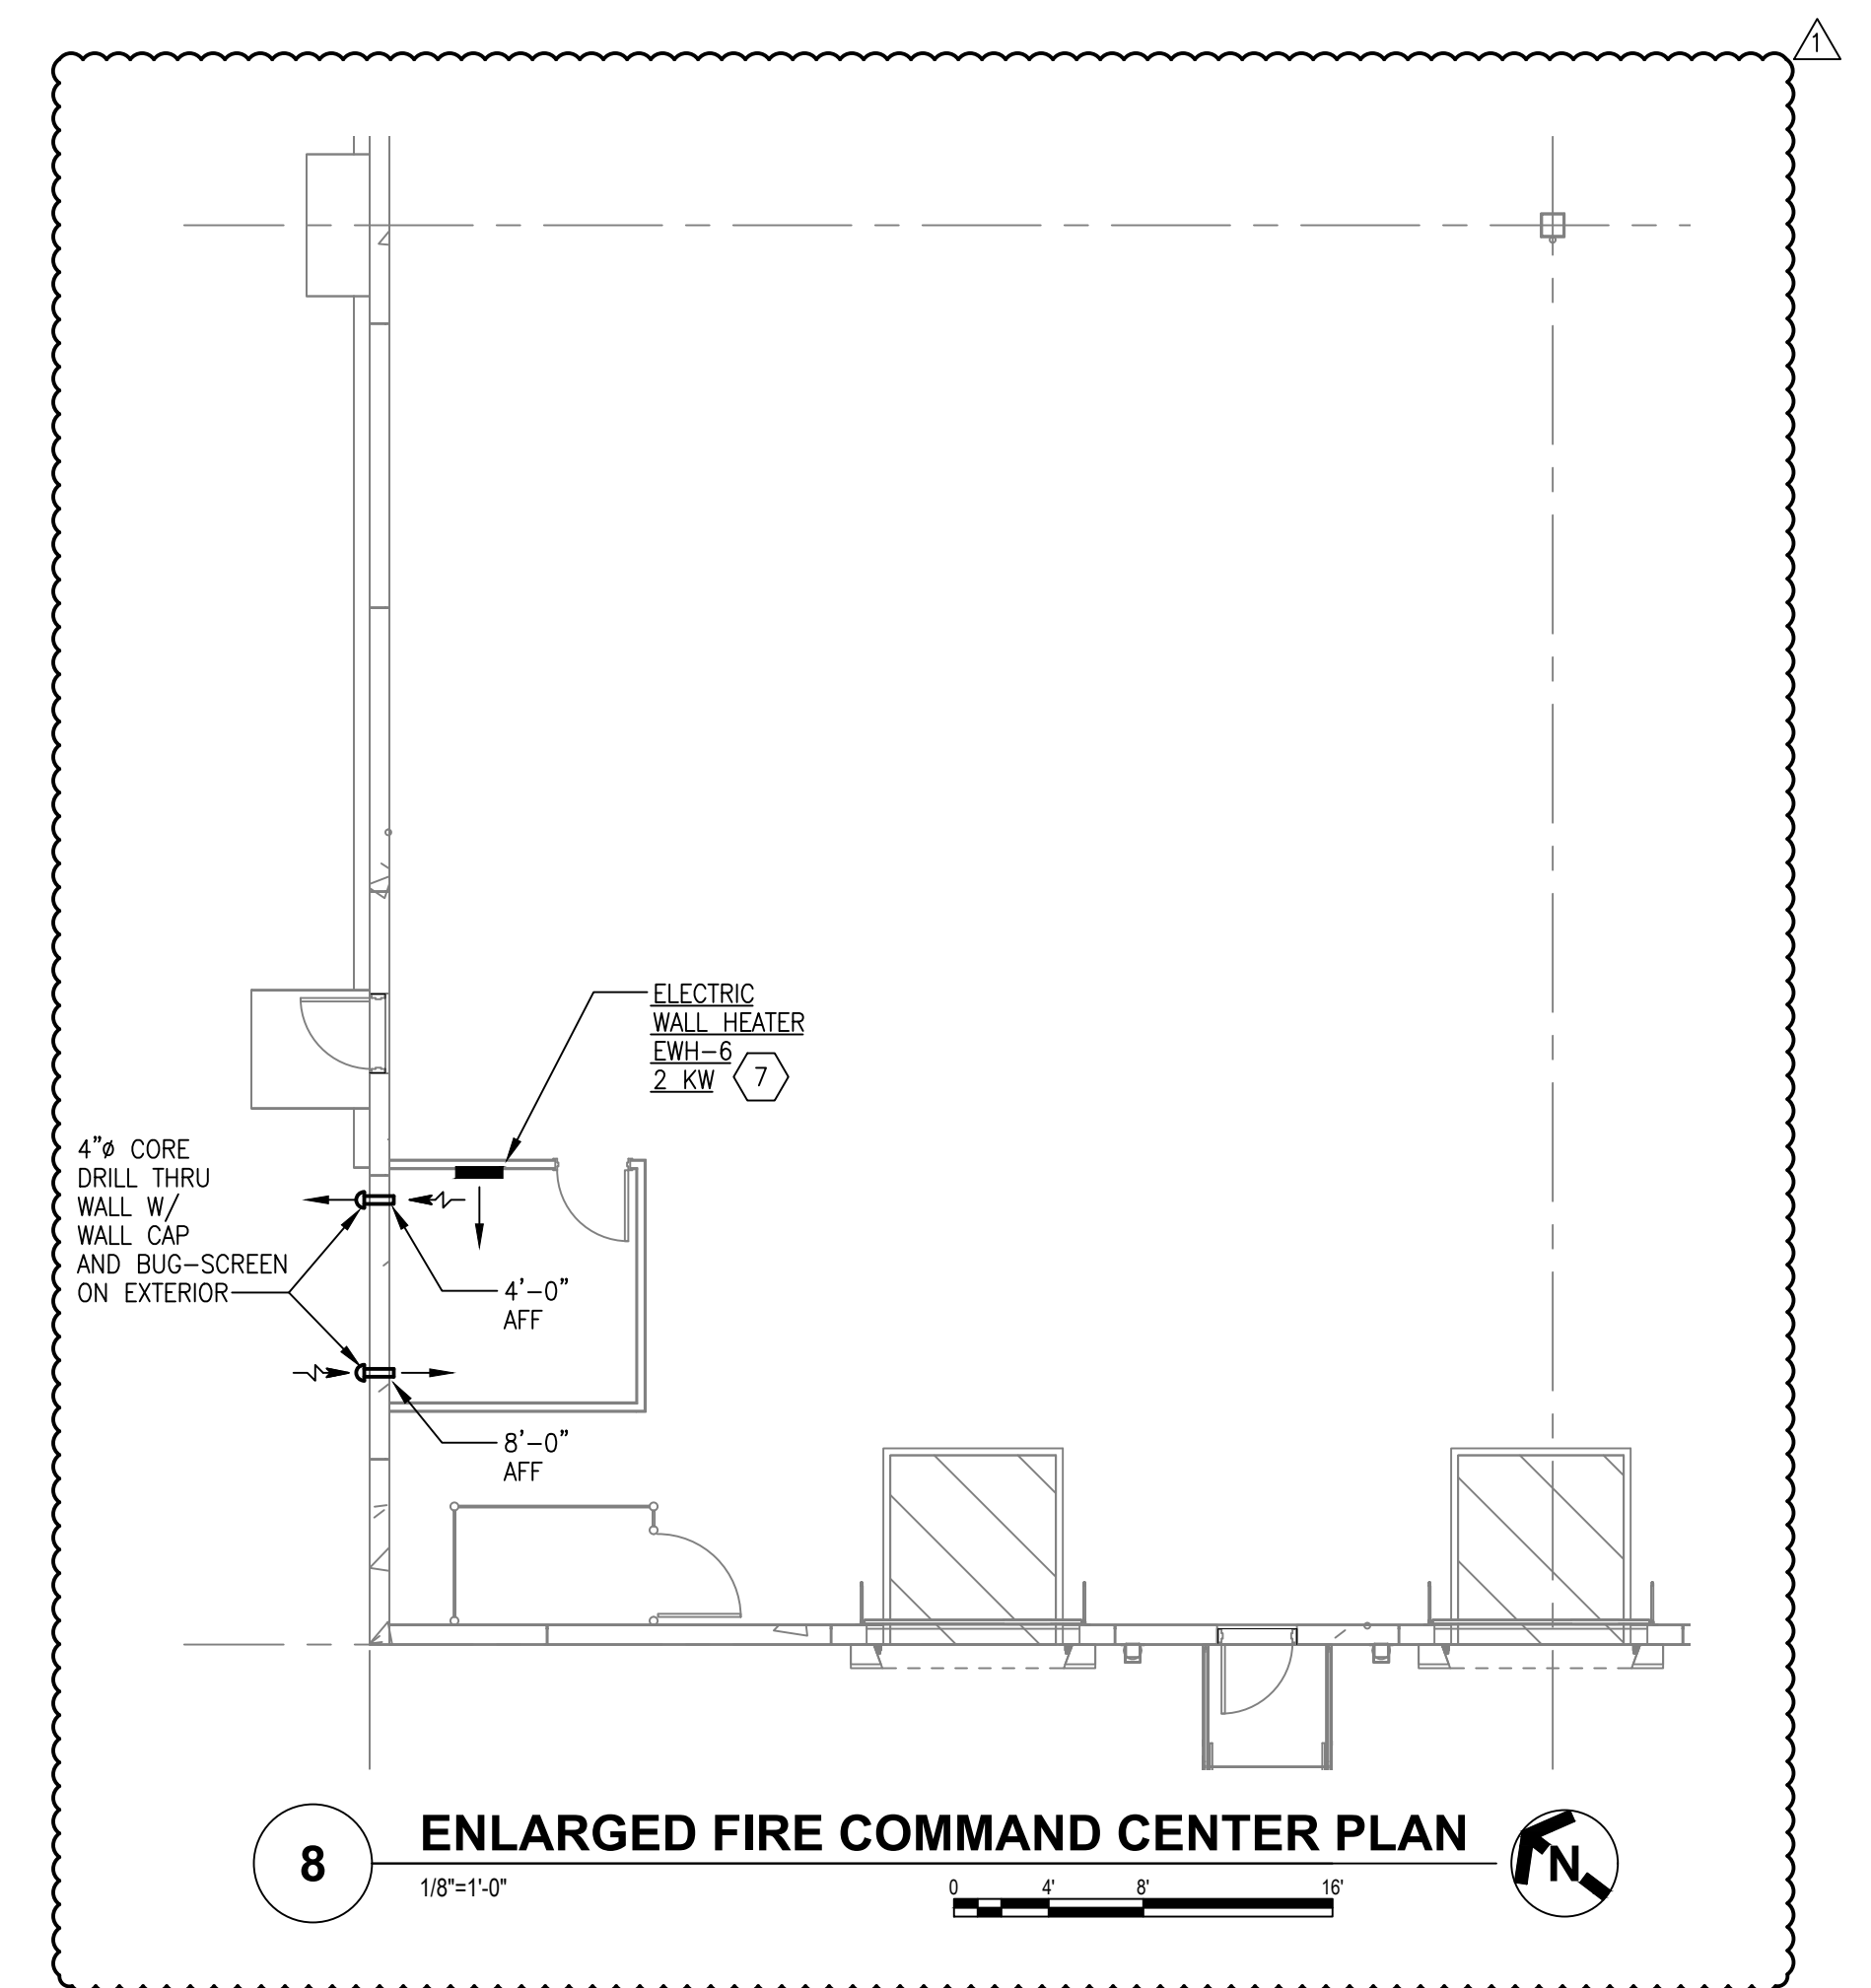 1
ELECTRIC
WALL HEATER
EWH-6
2 KW 7
4"ø CORE
DRILL THRU
WALL W/
WALL CAP
AND BUG-SCREEN
ON EXTERIOR
4'-0"
AFF
8'-0"
AFF
8
ENLARGED FIRE COMMAND CENTER PLAN
1/8"=1'-0"
0 4' 8' 16'
N